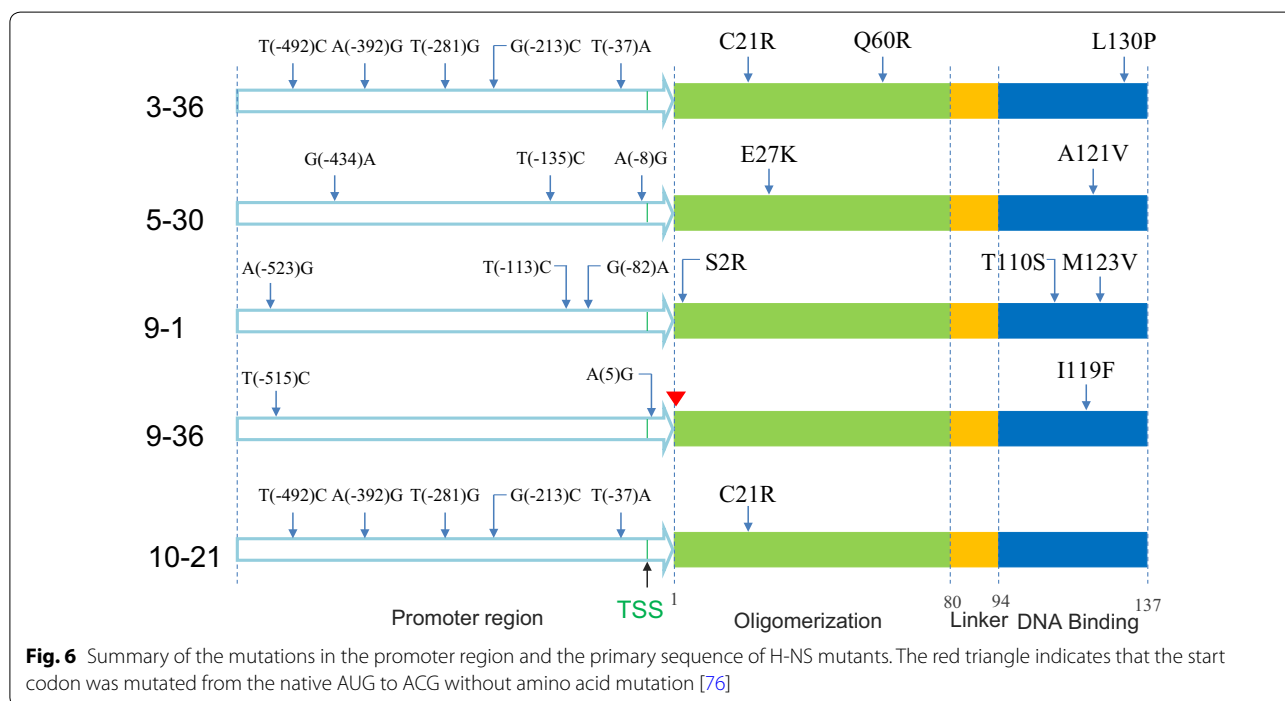 T(-492)C A(-392)G T(-281)G G(-213)C T(-37)A C21R Q60R L130P
3-36
G(-434)A T(-135)C A(-8)G E27K A121V
5-30
A(-523)G T(-113)C G(-82)A S2R T110S M123V
9-1
T(-515)C A(5)G I119F
9-36
T(-492)C A(-392)G T(-281)G G(-213)C T(-37)A C21R
10-21
1 80 94 137
Promoter region TSS Oligomerization Linker DNA Binding
Fig. 6 Summary of the mutations in the promoter region and the primary sequence of H-NS mutants. The red triangle indicates that the start
codon was mutated from the native AUG to ACG without amino acid mutation [76]